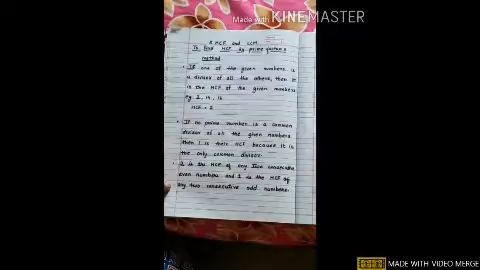 Made with KINEMASTER
& HCF and LCM
To find HCF by prime factor's
method
If one of the given numbers is
a divisor of all the others, then it
is the HCF of the given numbers
eg 2, 14, 16
HCF = 2
If no prime number is a common
divisor of all the given numbers
then 1 is their HCF because it is
the only common divisor.
2 is the HCF of any two consecutive
even numbers and 1 is the HCF of
any two consecutive odd numbers.
MADE WITH VIDEO MERGE